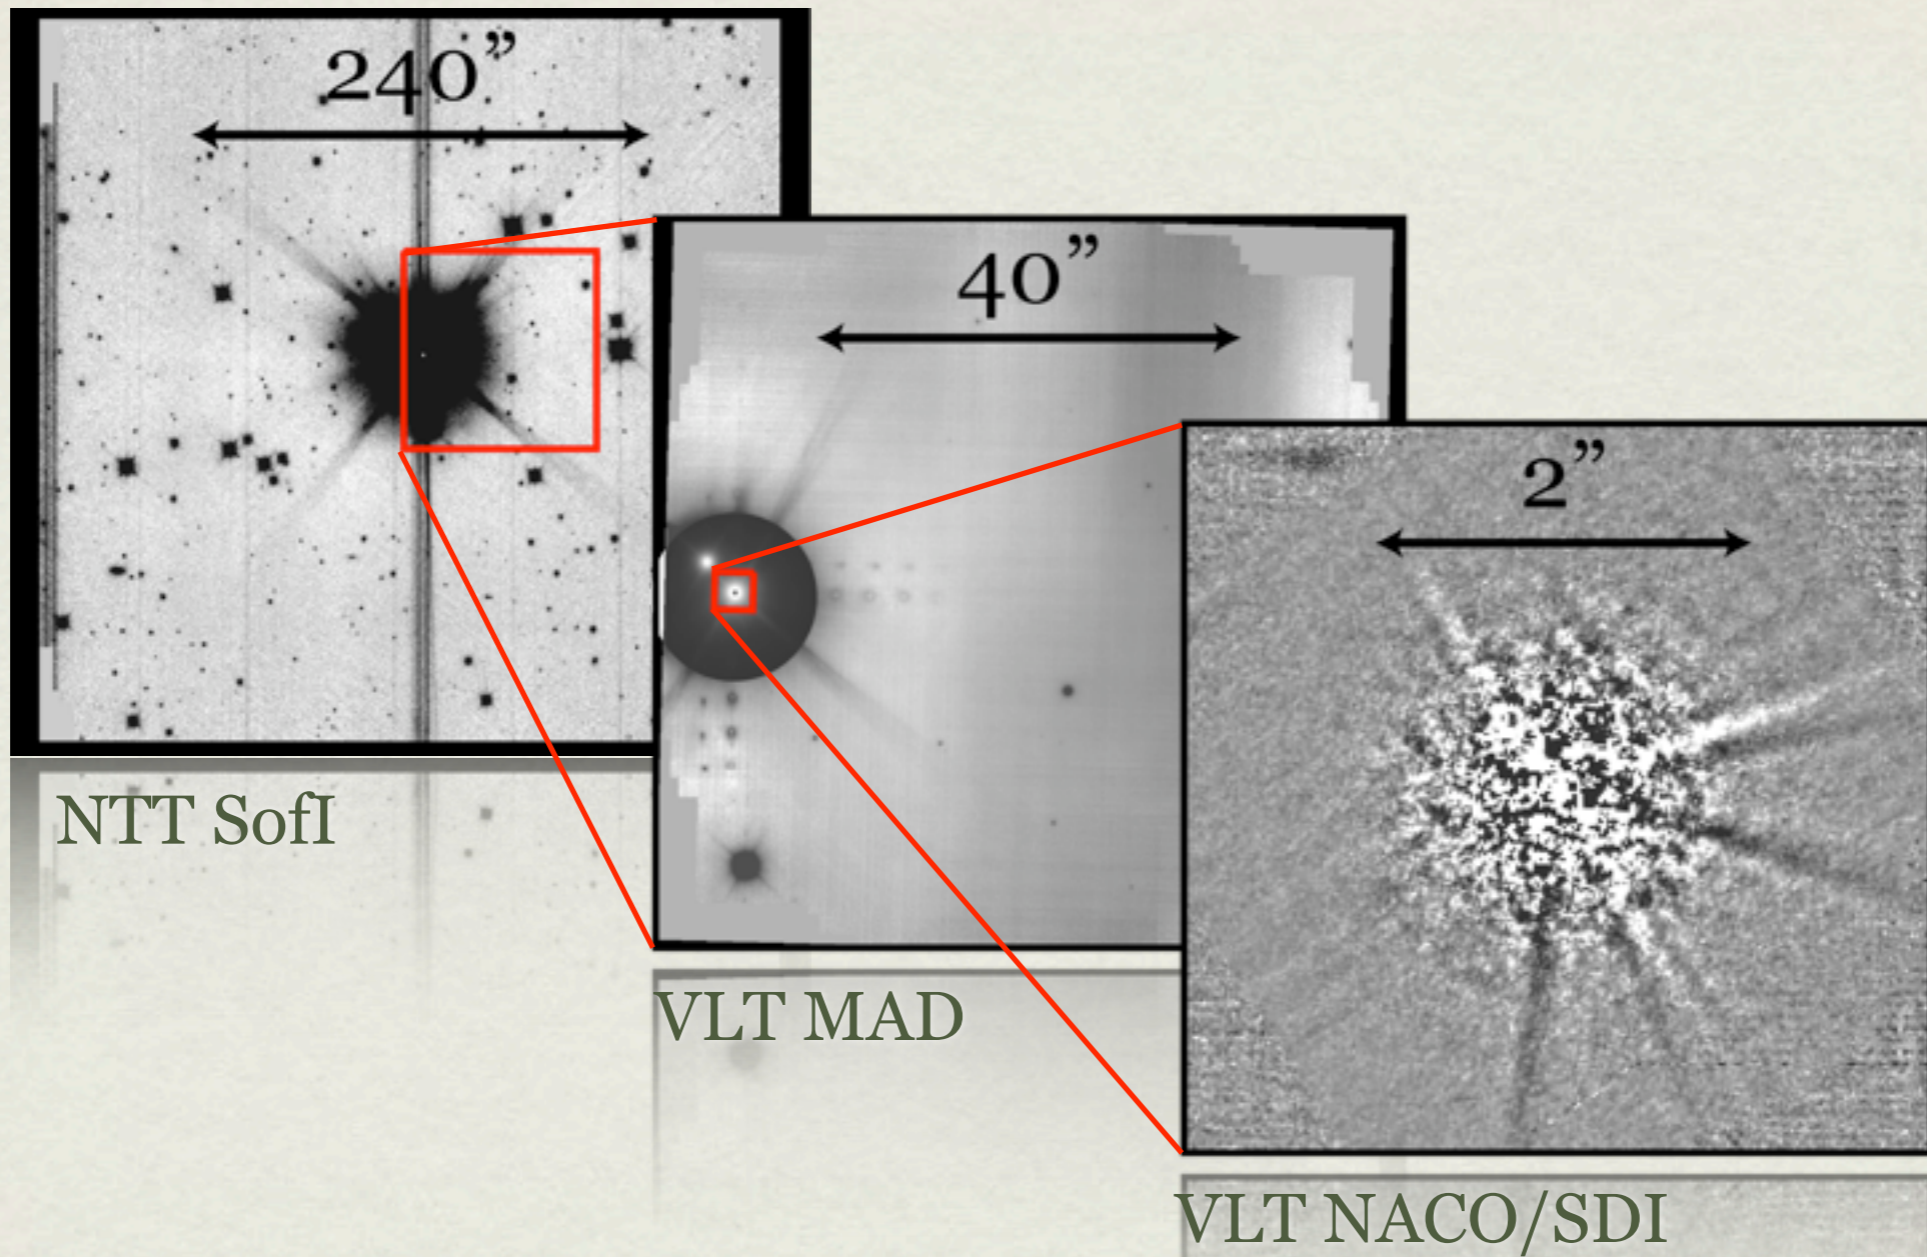 240”
40”
2”
NTT SofI
VLT MAD
VLT NACO/SDI